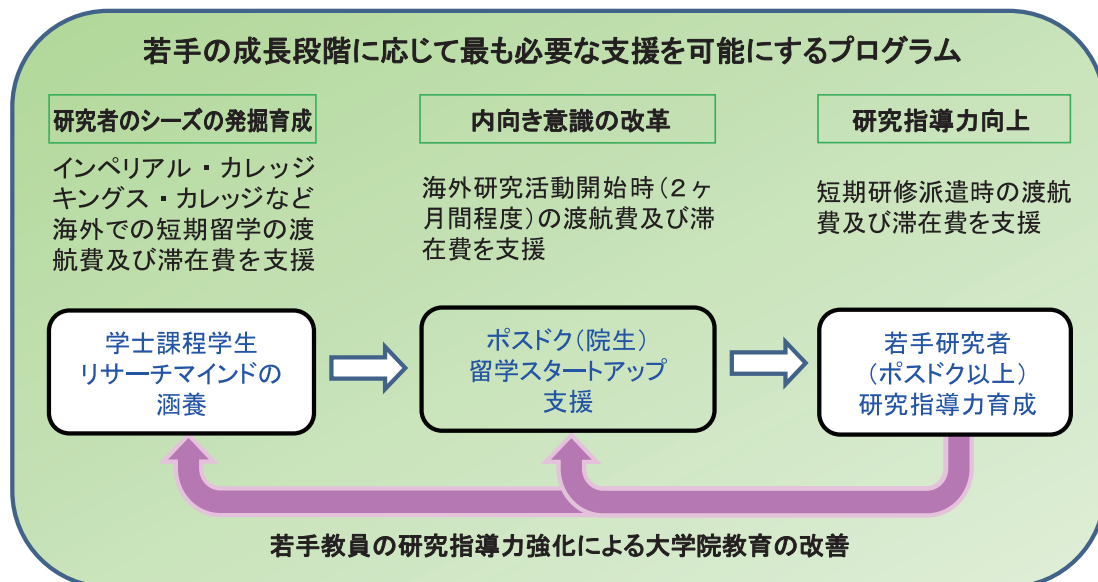 若手の成長段階に応じて最も必要な支援を可能にするプログラム
研究者のシーズの発掘育成
インペリアル・カレッジ
キングス・カレッジなど
海外での短期留学の渡
航費及び滞在費を支援
内向き意識の改革
海外研究活動開始時(2ヶ
月間程度)の渡航費及び滞
在費を支援
研究指導力向上
短期研修派遣時の渡航
費及び滞在費を支援
学士課程学生
リサーチマインドの
涵養
ポスドク(院生)
留学スタートアップ
支援
若手研究者
(ポスドク以上)
研究指導力育成
若手教員の研究指導力強化による大学院教育の改善